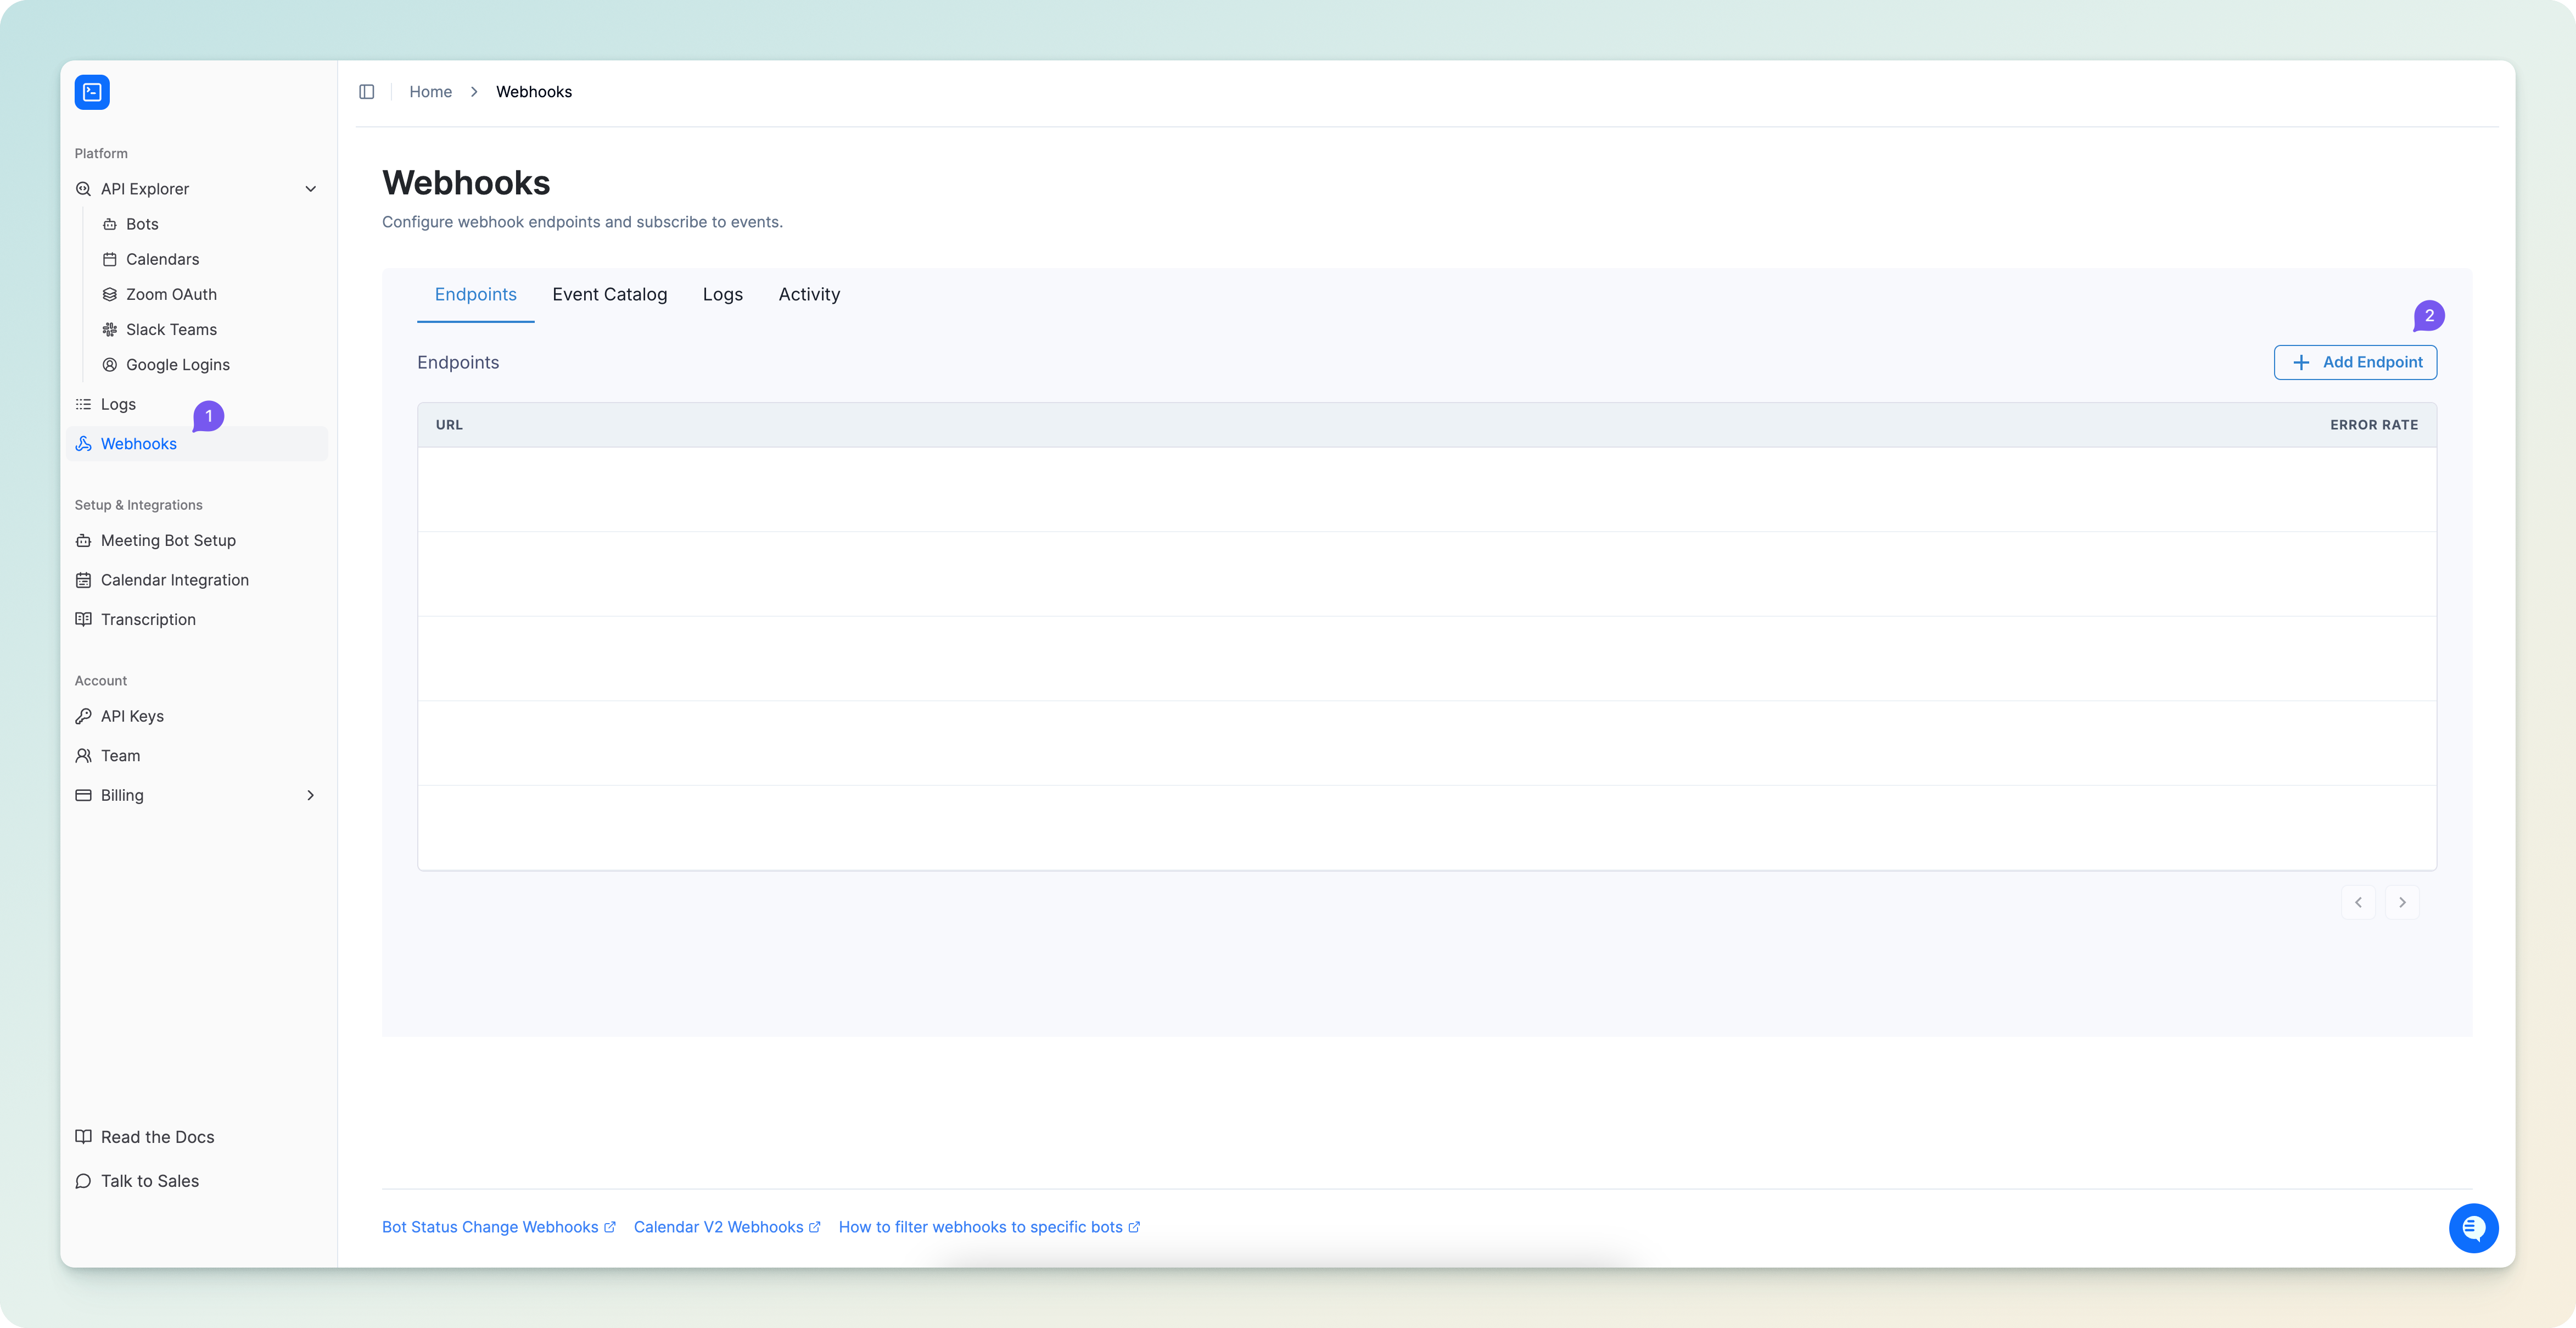 Platform
API Explorer
Bots
Calendars
Zoom OAuth
Slack Teams
Google Logins
Logs
1
Webhooks
Setup & Integrations
Meeting Bot Setup
Calendar Integration
Transcription
Account
API Keys
Team
Billing
Read the Docs
Talk to Sales
Home > Webhooks
Webhooks
Configure webhook endpoints and subscribe to events.
Endpoints Event Catalog Logs Activity
2
Endpoints + Add Endpoint
URL ERROR RATE
Bot Status Change Webhooks Calendar V2 Webhooks How to filter webhooks to specific bots